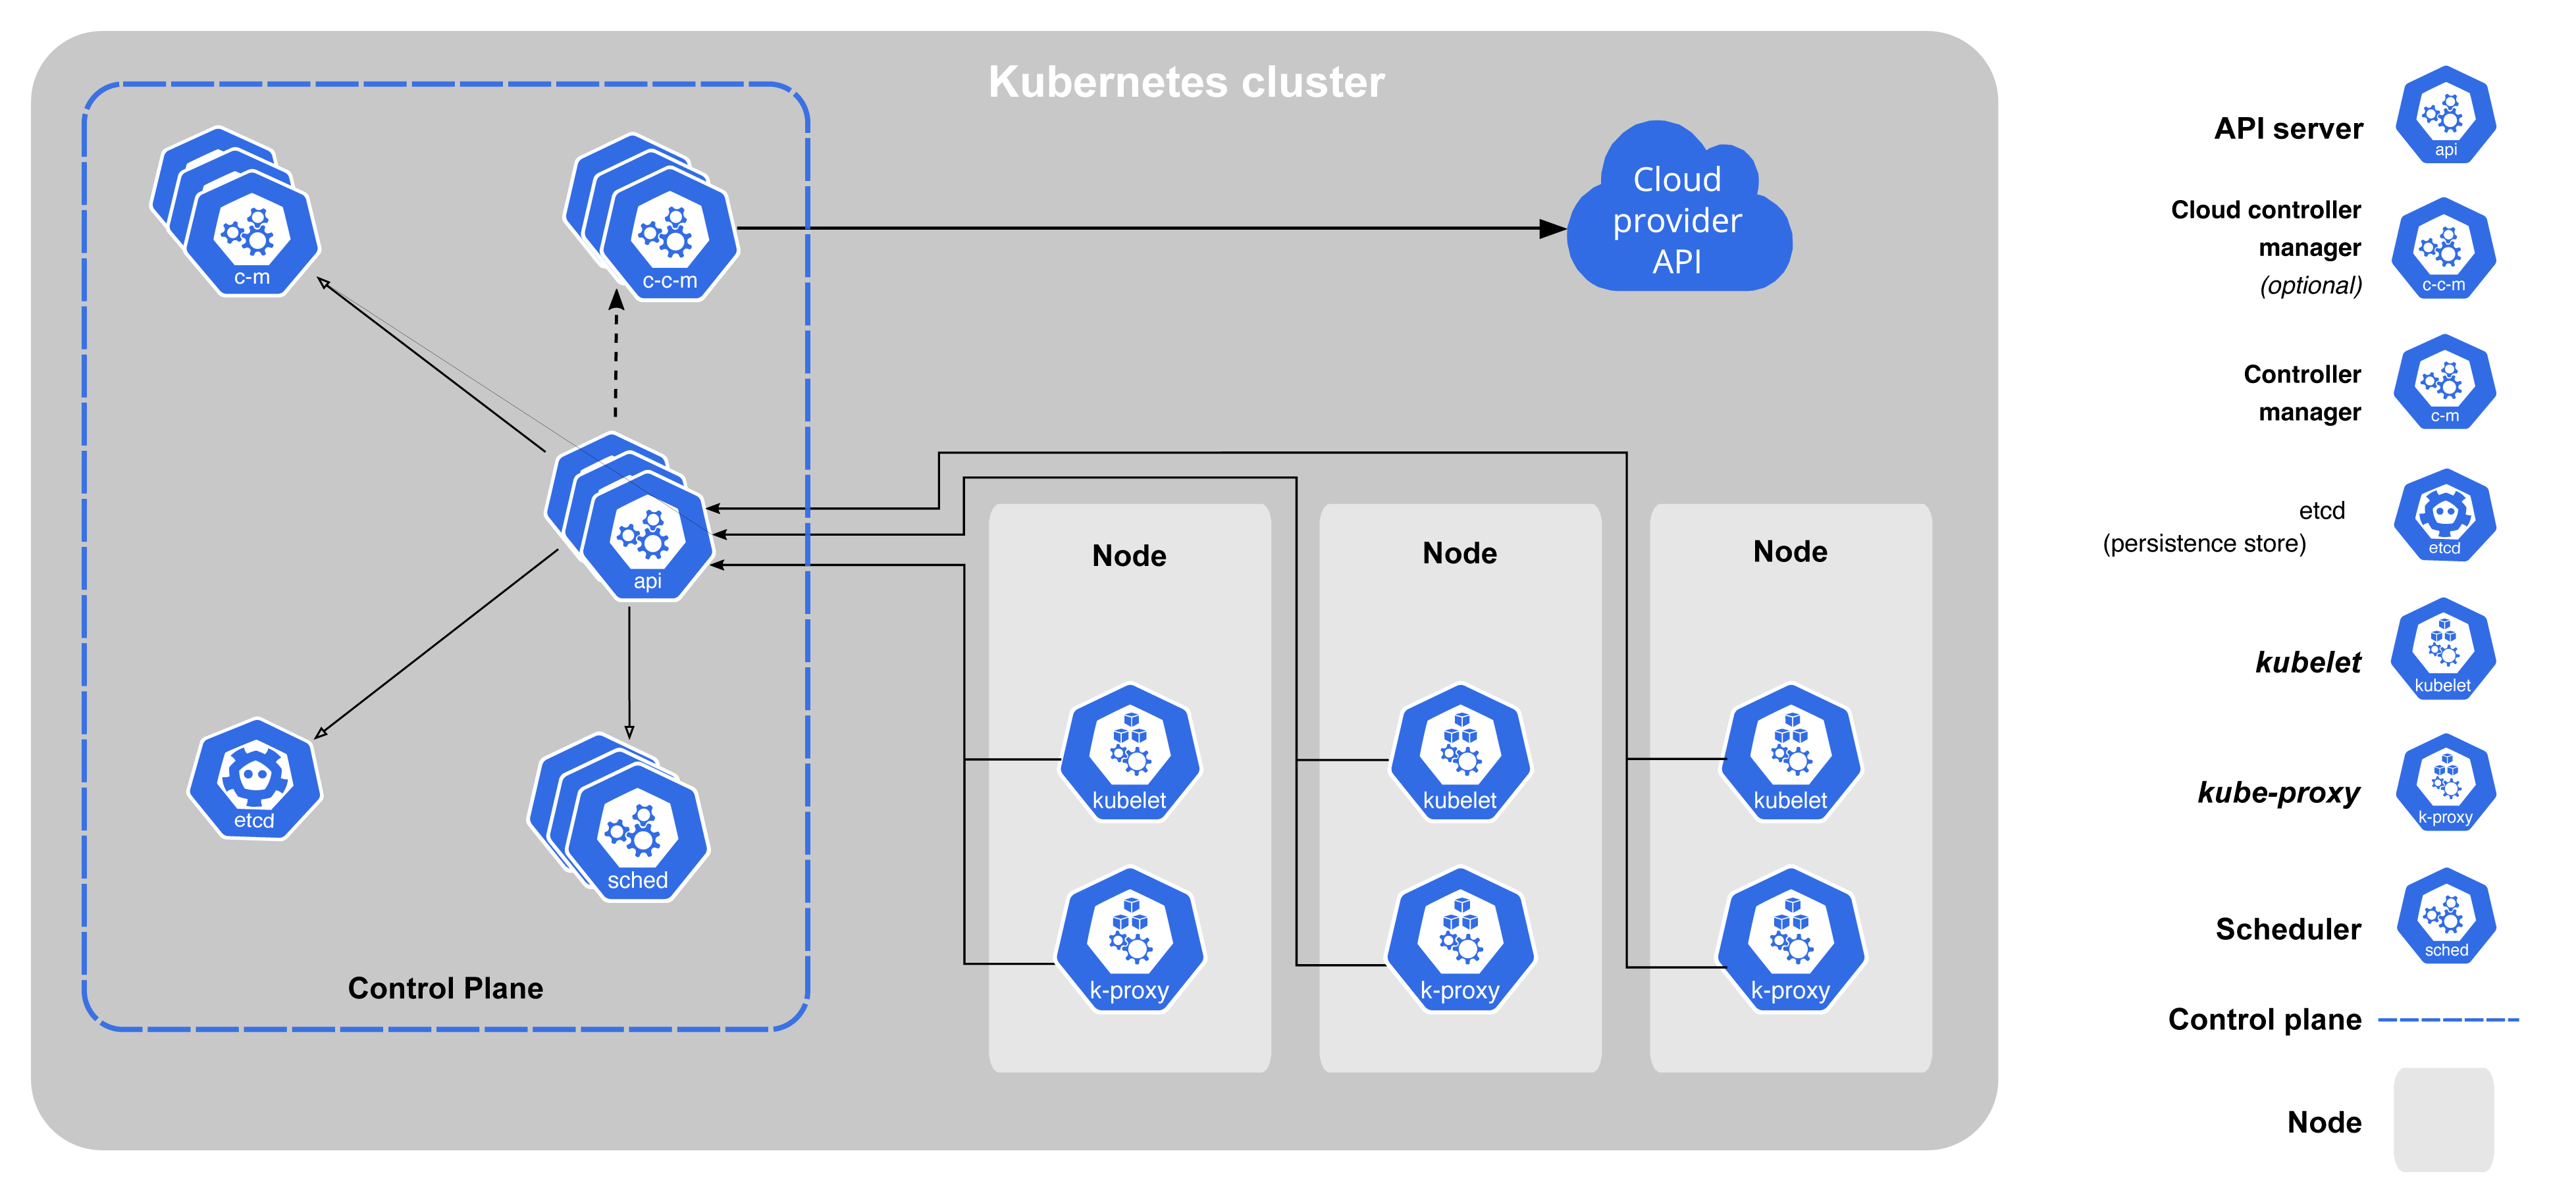 Kubernetes cluster
c-m
c-c-m
Cloud
provider
API
api
etcd
sched
Control Plane
Node
Node
Node
kubelet
kubelet
kubelet
k-proxy
k-proxy
k-proxy
API server
api
Cloud controller
manager
(optional)
c-c-m
Controller
manager
c-m
etcd
(persistence store)
etcd
kubelet
kubelet
kube-proxy
k-proxy
Scheduler
sched
Control plane
Node